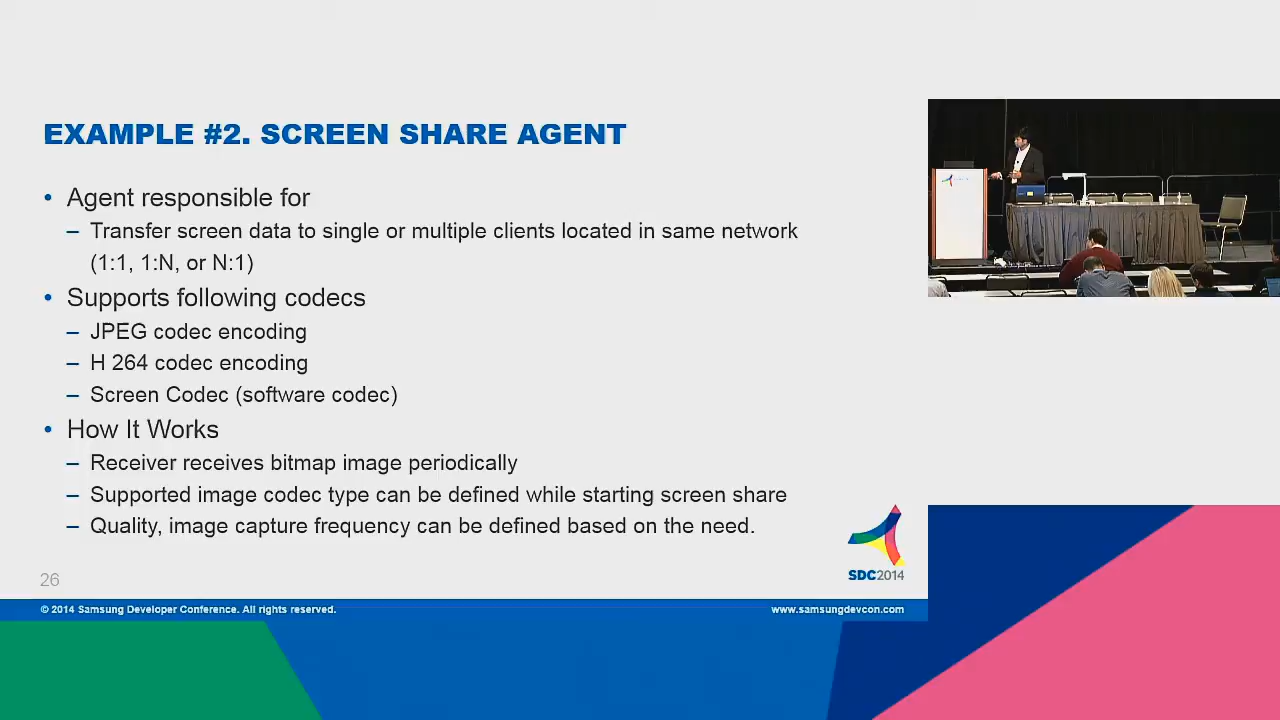 EXAMPLE #2. SCREEN SHARE AGENT
• Agent responsible for
– Transfer screen data to single or multiple clients located in same network
(1:1, 1:N, or N:1)
• Supports following codecs
– JPEG codec encoding
– H 264 codec encoding
– Screen Codec (software codec)
• How It Works
– Receiver receives bitmap image periodically
– Supported image codec type can be defined while starting screen share
– Quality, image capture frequency can be defined based on the need.
SDC2014
26
© 2014 Samsung Developer Conference. All rights reserved.
www.samsungdevcon.com